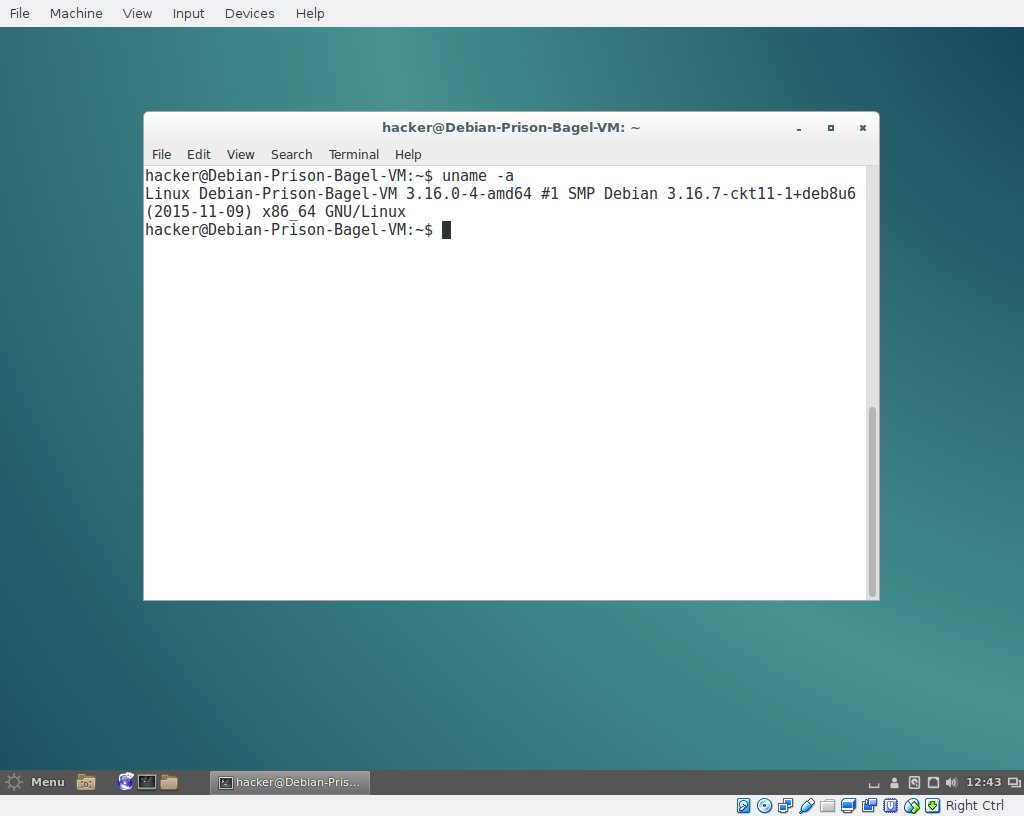 File Machine View Input Devices Help
hacker@Debian-Prison-Bagel-VM: ~
File Edit View Search Terminal Help
hacker@Debian-Prison-Bagel-VM:~$ uname -a
Linux Debian-Prison-Bagel-VM 3.16.0-4-amd64 #1 SMP Debian 3.16.7-ckt11-1+deb8u6
(2015-11-09) x86_64 GNU/Linux
hacker@Debian-Prison-Bagel-VM:~$
Menu hacker@Debian-Pris... 12:43
Right Ctrl